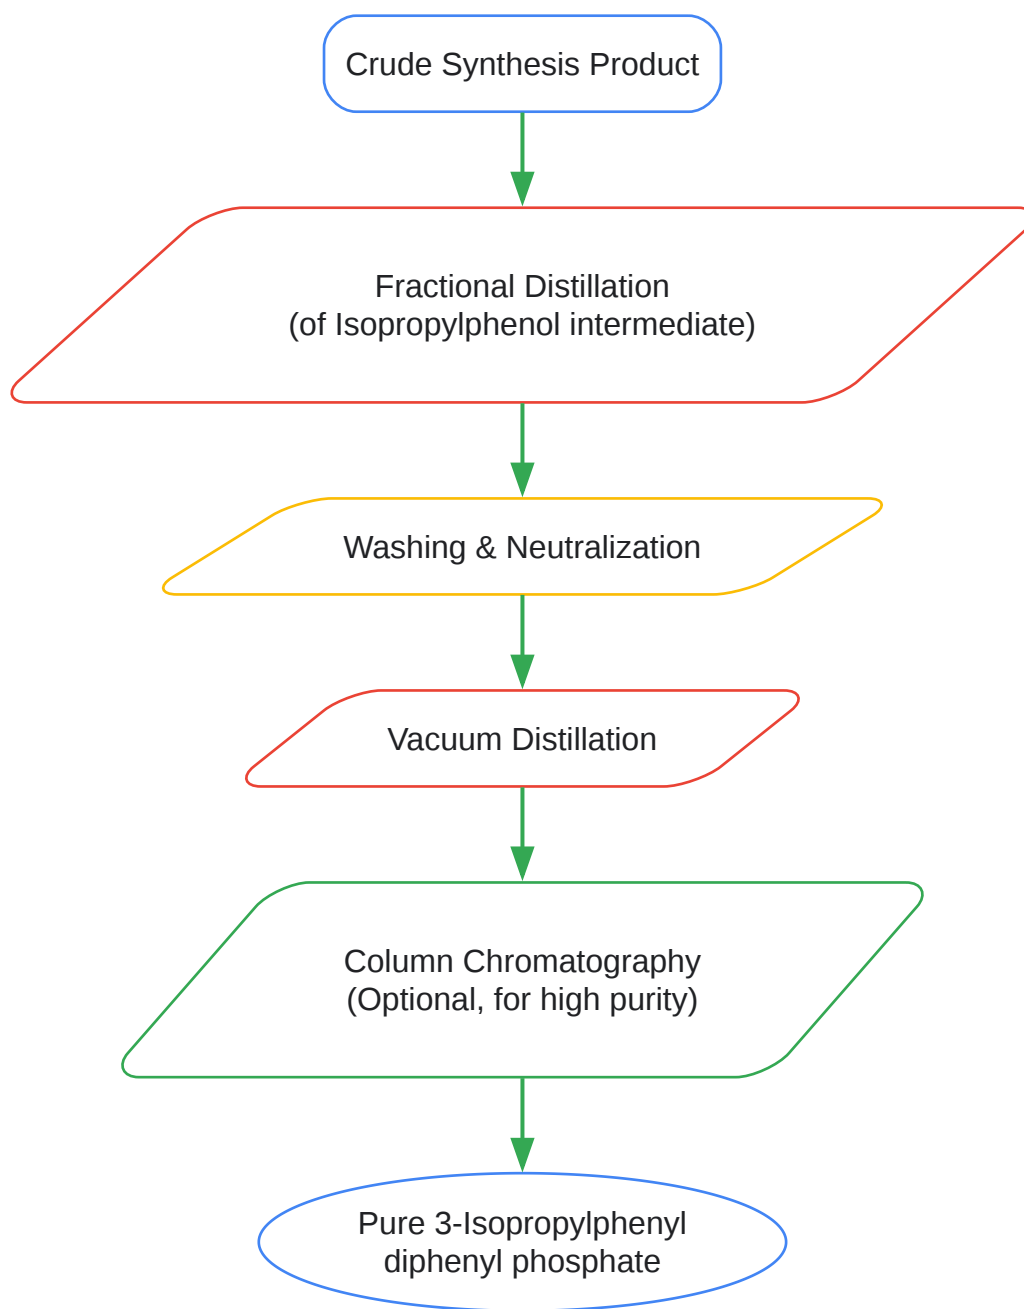 Crude Synthesis Product
Fractional Distillation
(of Isopropylphenol intermediate)
Washing & Neutralization
Vacuum Distillation
Column Chromatography
(Optional, for high purity)
Pure 3-Isopropylphenyl
diphenyl phosphate